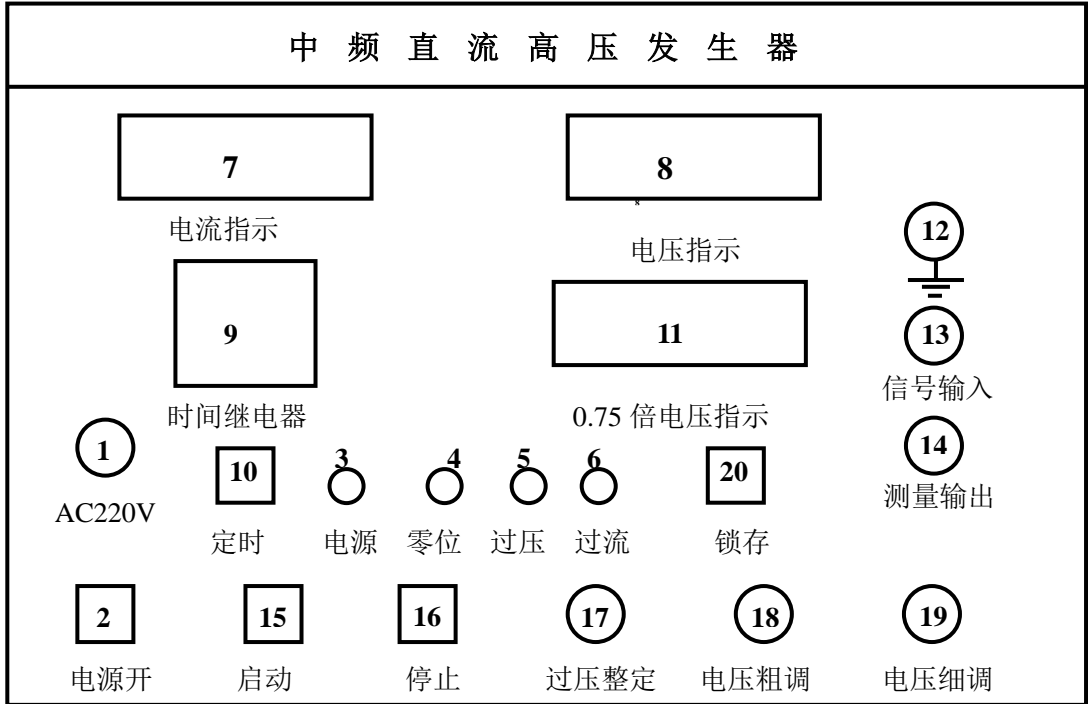 中频直流高压发生器
7 8
电流指示 电压指示 12
9 11 13
信号输入
时间继电器 0.75 倍电压指示
1 10 3 4 5 6 20 14
AC220V 测量输出
定时 电源 零位 过压 过流 锁存
2 15 16 17 18 19
电源开 启动 停止 过压整定 电压粗调 电压细调